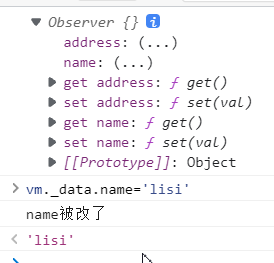 Observer {} i
address: (...)
name: (...)
get address: ƒ get()
set address: ƒ set(val)
get name: ƒ get()
set name: ƒ set(val)
[[Prototype]]: Object
vm._data.name='lisi'
name被改了
'lisi'